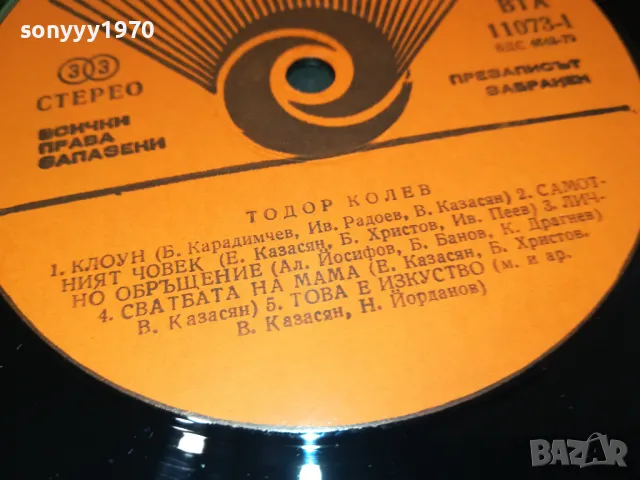 sonyyy1970
ВТА
11073-1
БДС
33
СТЕРЕО
ВСИЧКИ
ПРАВА
ЗАПАЗЕНИ
ПРЕЗАПИСЪТ
ЗАБРАНЕН
ТОДОР КОЛЕВ
1. КЛОУН (Б. Карадимчев, Ив. Радоев, В. Казасян) 2. САМОТ-
НИЯТ ЧОВЕК (Е. Казасян, Б. Христов, Ив. Пеев) 3. ЛИЧ-
НО ОБРЪЩЕНИЕ (Ал. Йосифов, Б. Банов, К. Драгнев)
4. СВАТБАТА НА МАМА (Е. Казасян, Б. Христов,
В. Казасян) 5. ТОВА Е ИЗКУСТВО (м. и ар.
В. Казасян, Н. Йорданов)
BAZAR